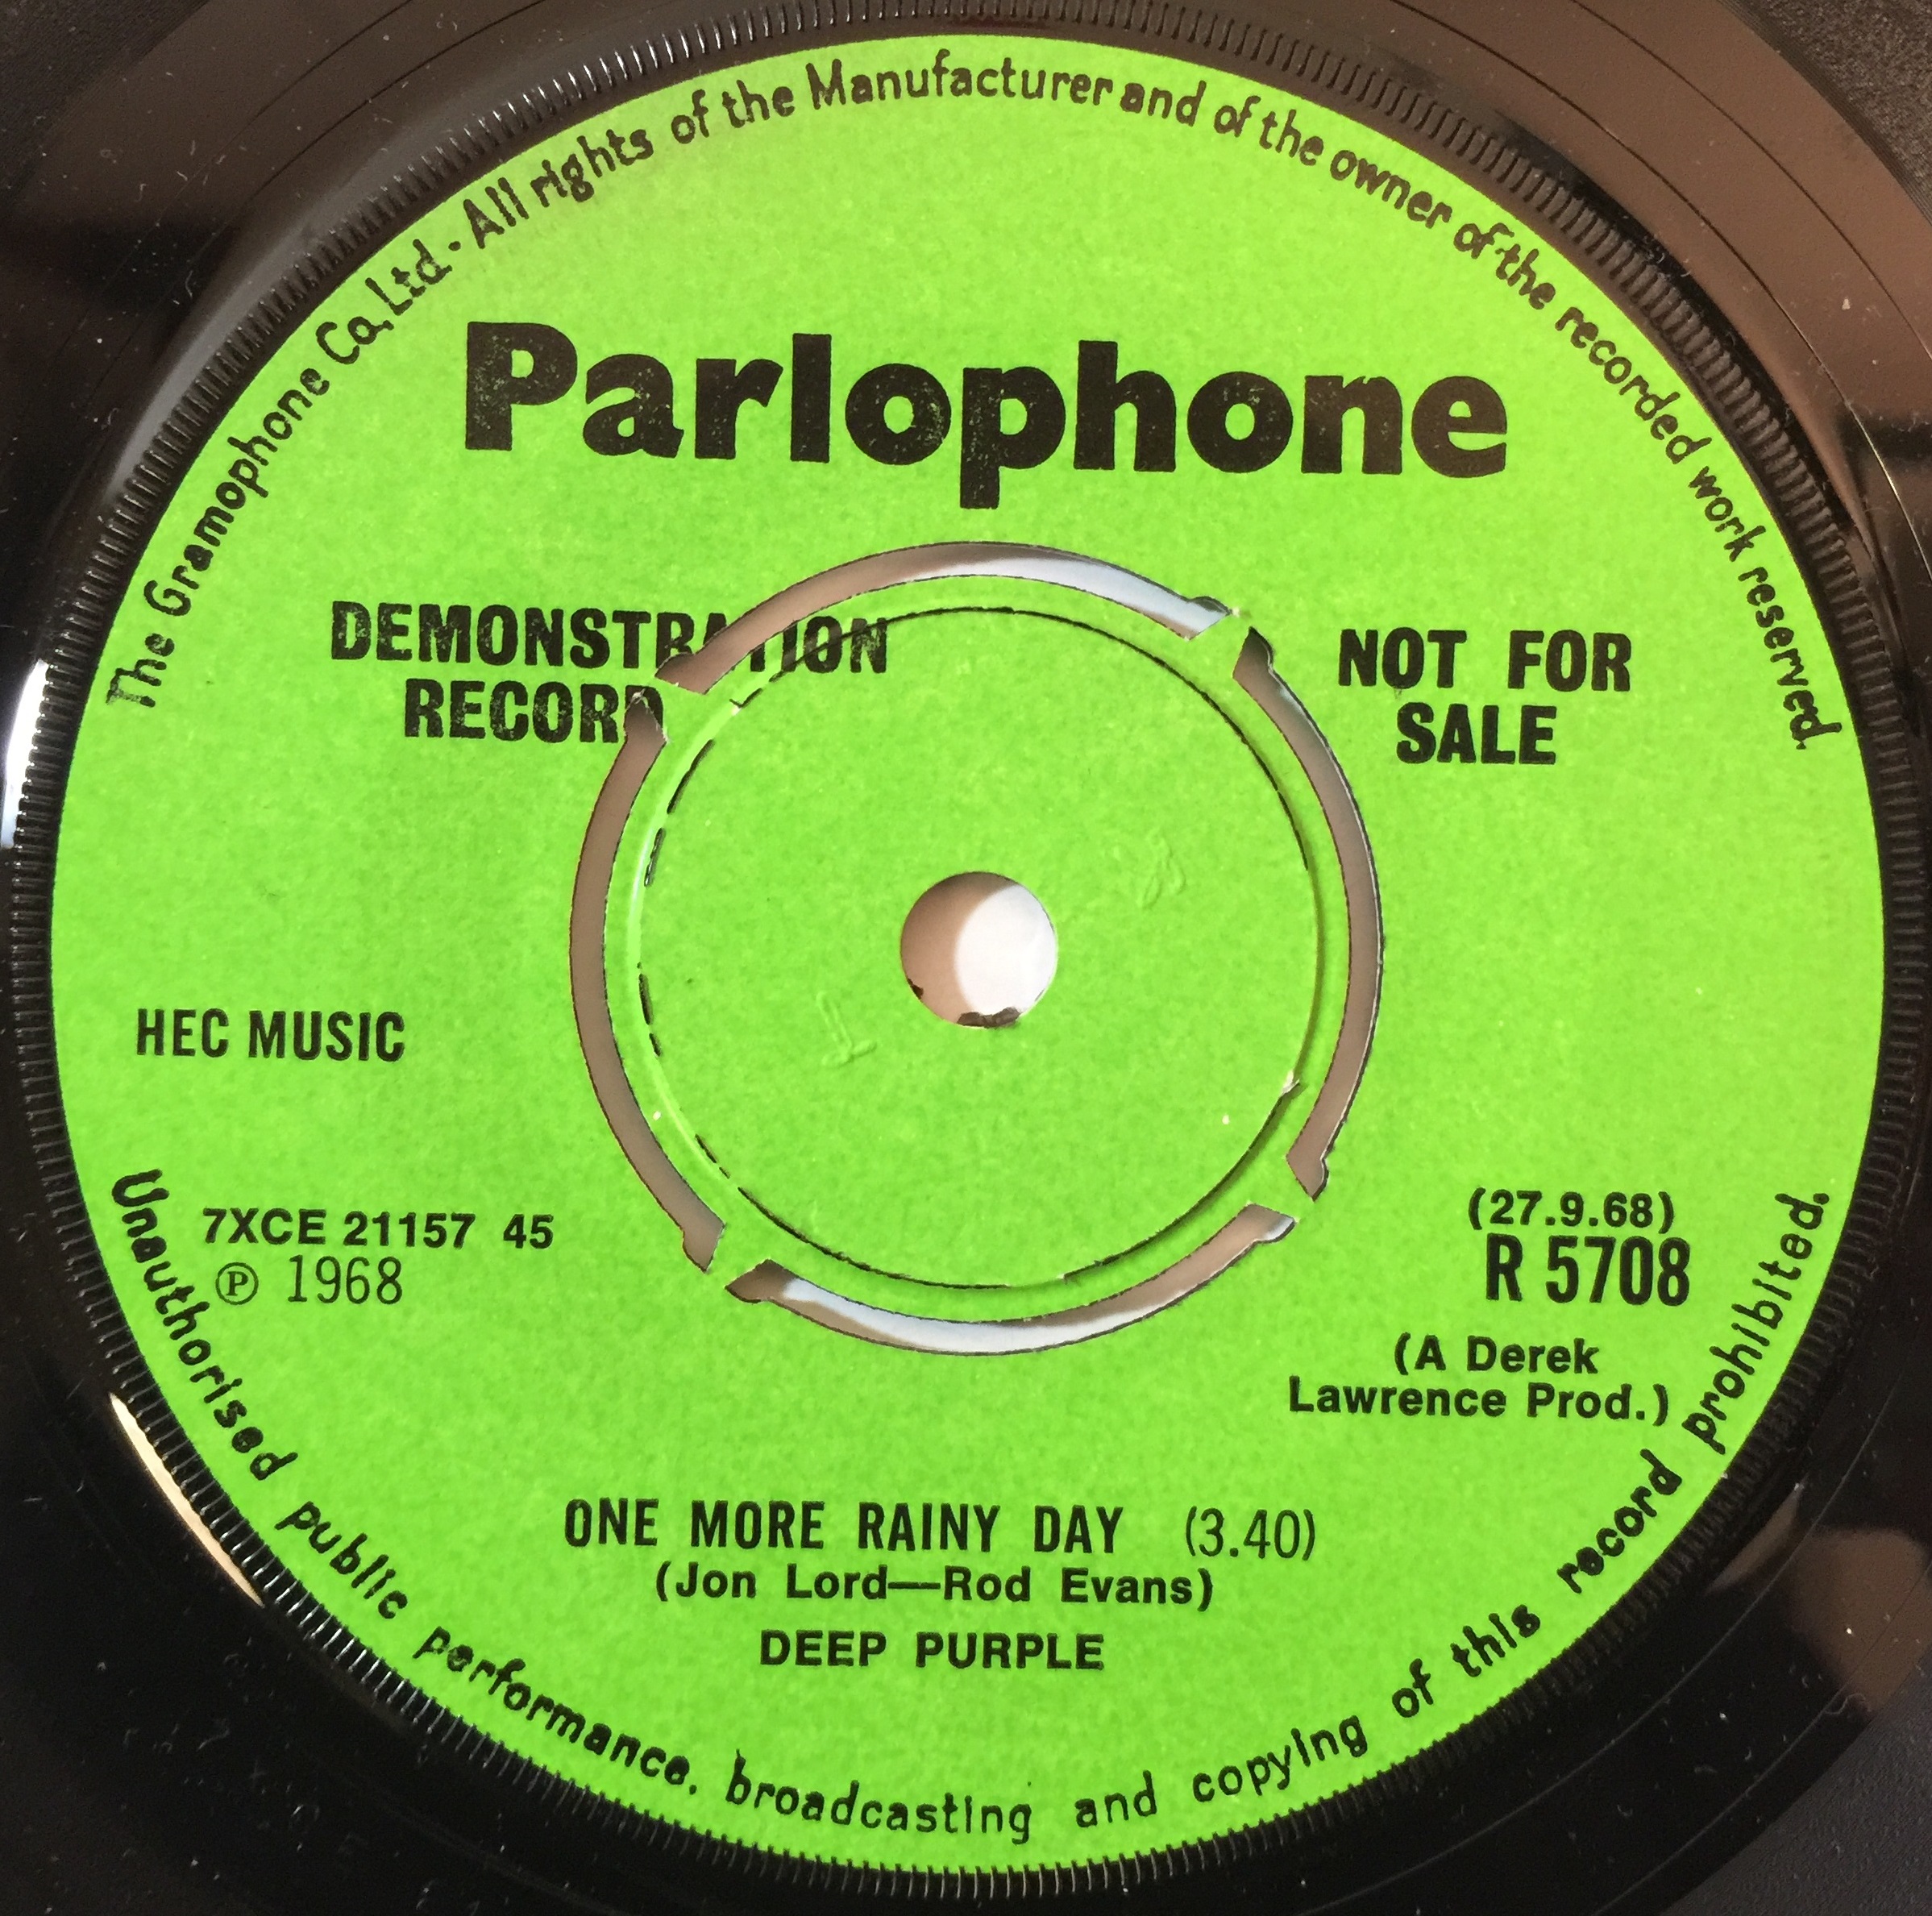 The Gramophone Co, Ltd. · All rights of the Manufacturer and of the owner of the recorded work reserved.
Parlophone
DEMONSTRATION
RECORD
NOT FOR
SALE
HEC MUSIC
7XCE 21157 45
℗ 1968
(27.9.68)
R 5708
(A Derek
Lawrence Prod.)
ONE MORE RAINY DAY (3.40)
(Jon Lord—Rod Evans)
DEEP PURPLE
Unauthorised public performance, broadcasting and copying of this record prohibited.